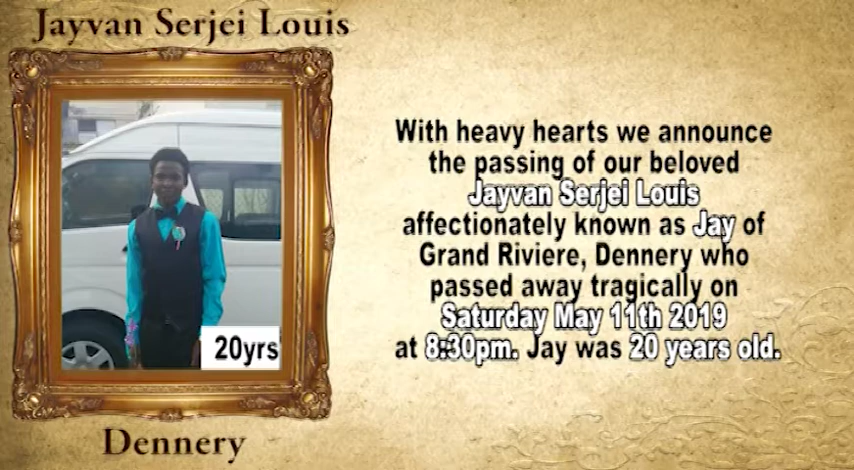 Jayvan Serjei Louis
20yrs
Dennery
With heavy hearts we announce
the passing of our beloved
Jayvan Serjei Louis
affectionately known as Jay of
Grand Riviere, Dennery who
passed away tragically on
Saturday May 11th 2019
at 8:30pm. Jay was 20 years old.